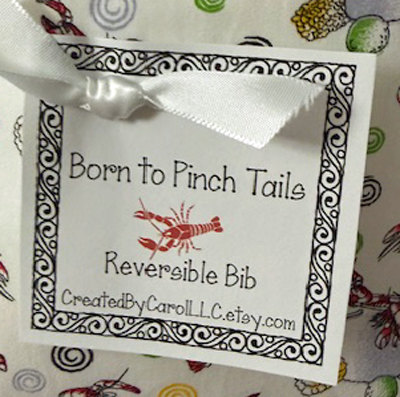 Born to Pinch Tails
Reversible Bib
CreatedByCarolLLC.etsy.com